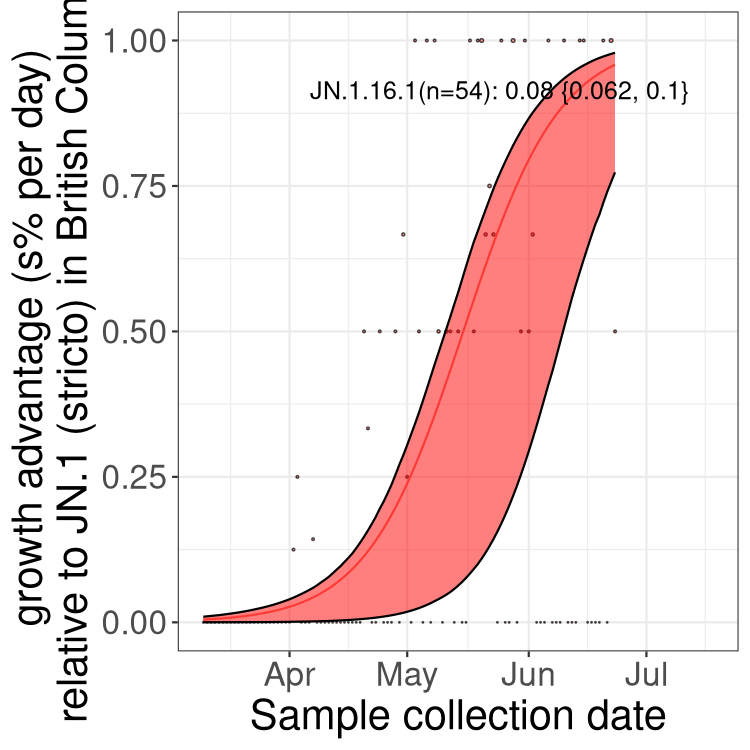 growth advantage (s% per day)
relative to JN.1 (stricto) in British Colum
1.00
0.75
0.50
0.25
0.00
JN.1.16.1(n=54): 0.08 {0.062, 0.1}
Apr May Jun Jul
Sample collection date